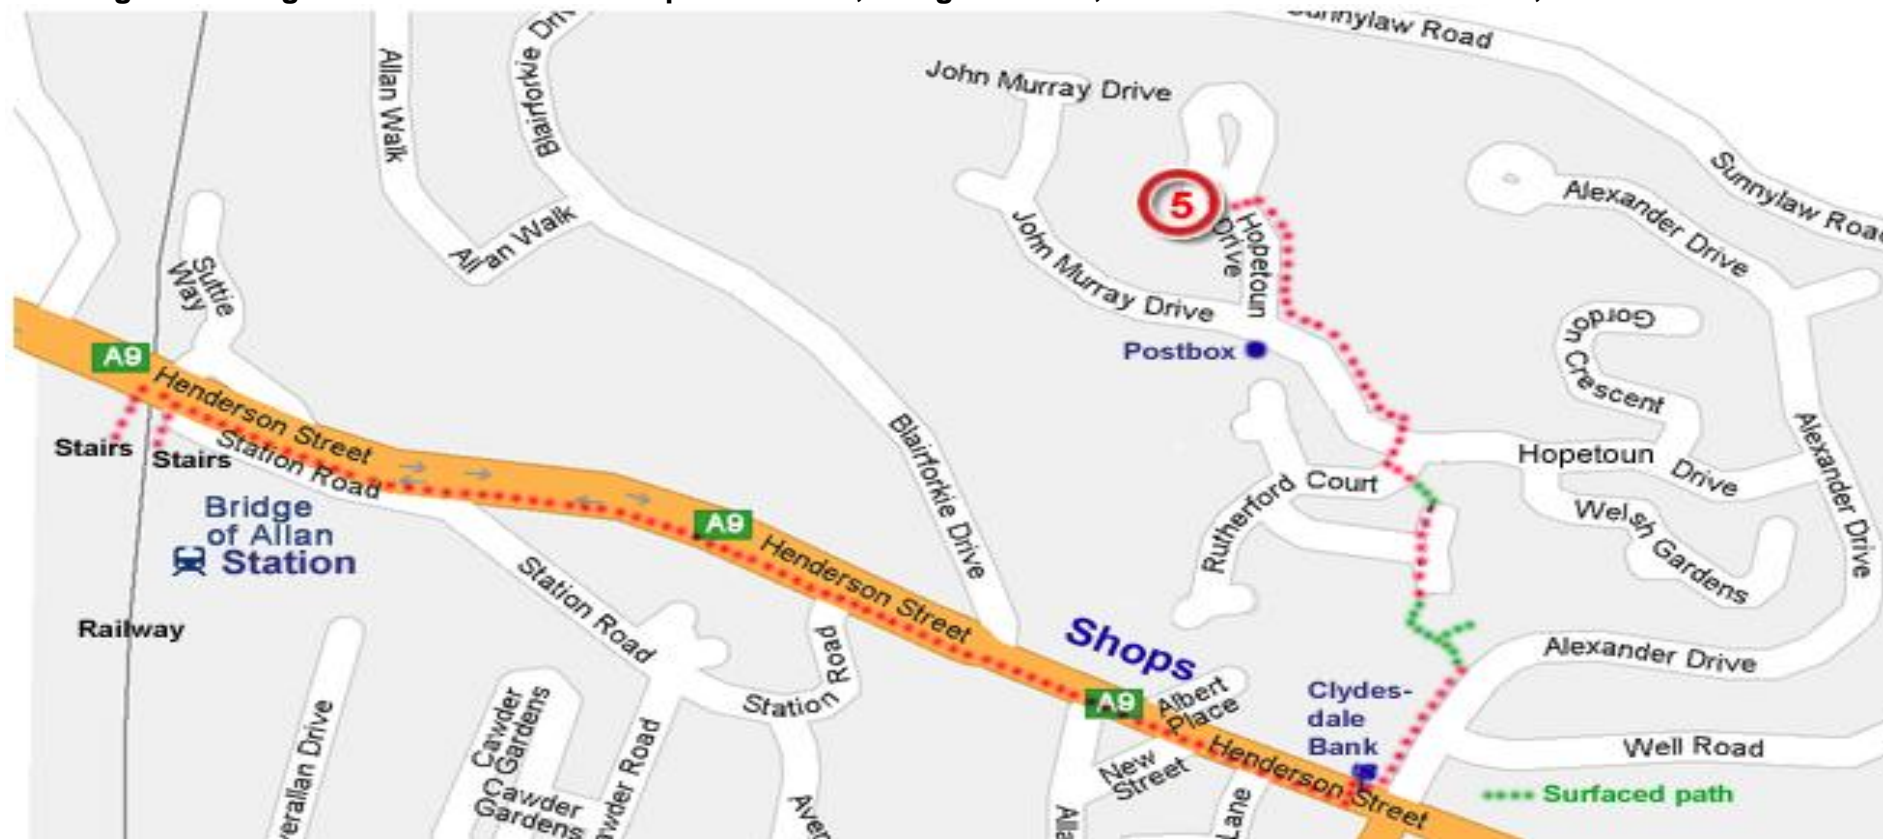 Sunnylaw Road
Allan Walk
Blairforkie
John Murray Drive
Sunnylaw Road
Alexander Drive
5
Hopetoun
Drive
Allan Walk
John Murray Drive
Suttie
Way
Gordon Crescent
Postbox
A9
Henderson Street
Alexander Drive
Blairforkie Drive
Stairs
Stairs
Station Road
Hopetoun Drive
Rutherford Court
Welsh Gardens
Bridge
of Allan
Station
A9
Henderson Street
Station Road
Railway
Shops
Road
Station
Alexander Drive
A9
Albert
Place
Clydes-
dale
Bank
Cawder
Gardens
Henderson Street
Well Road
New
Street
Cawder
Gardens
Lane
Surfaced path